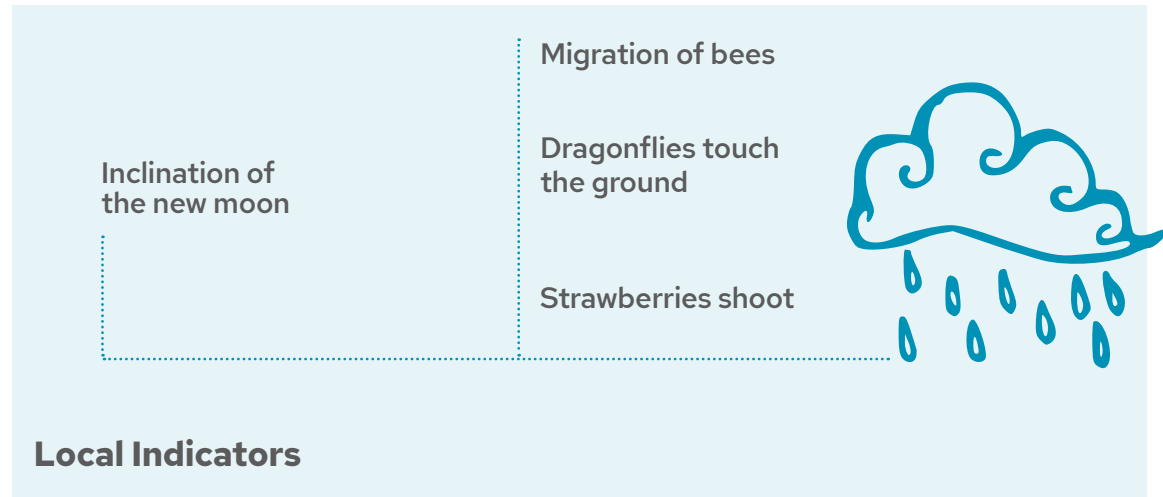 Inclination of
the new moon
Migration of bees
Dragonflies touch
the ground
Strawberries shoot
Local Indicators